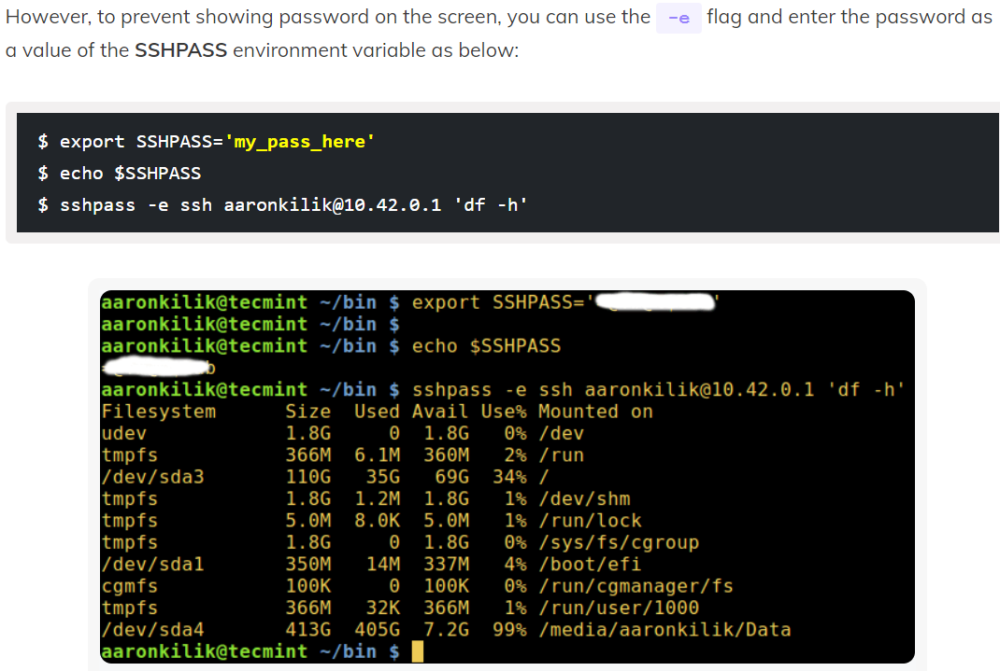 However, to prevent showing password on the screen, you can use the -e flag and enter the password as
a value of the SSHPASS environment variable as below:
$ export SSHPASS='my_pass_here'
$ echo $SSHPASS
$ sshpass -e ssh aaronkilik@10.42.0.1 'df -h'
aaronkilik@tecmint ~/bin $ export SSHPASS=' '
aaronkilik@tecmint ~/bin $
aaronkilik@tecmint ~/bin $ echo $SSHPASS
aaronkilik@tecmint ~/bin $ sshpass -e ssh aaronkilik@10.42.0.1 'df -h'
Filesystem Size Used Avail Use% Mounted on
udev 1.8G 0 1.8G 0% /dev
tmpfs 366M 6.1M 360M 2% /run
/dev/sda3 110G 35G 69G 34% /
tmpfs 1.8G 1.2M 1.8G 1% /dev/shm
tmpfs 5.0M 8.0K 5.0M 1% /run/lock
tmpfs 1.8G 0 1.8G 0% /sys/fs/cgroup
/dev/sda1 350M 14M 337M 4% /boot/efi
cgmfs 100K 0 100K 0% /run/cgmanager/fs
tmpfs 366M 32K 366M 1% /run/user/1000
/dev/sda4 413G 405G 7.2G 99% /media/aaronkilik/Data
aaronkilik@tecmint ~/bin $